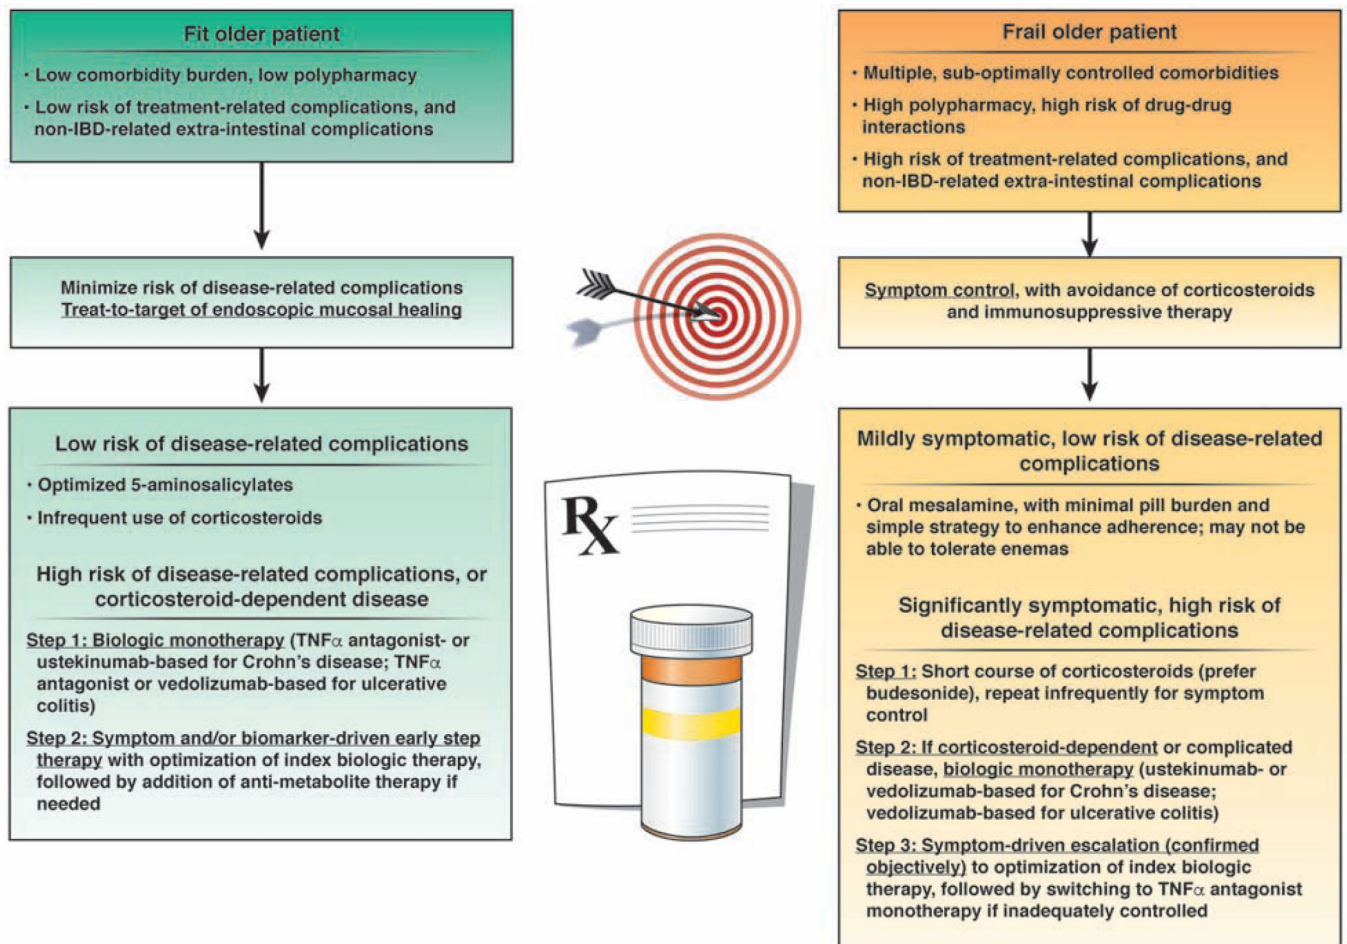 Fit older patient
• Low comorbidity burden, low polypharmacy
• Low risk of treatment-related complications, and
non-IBD-related extra-intestinal complications
Minimize risk of disease-related complications
Treat-to-target of endoscopic mucosal healing
Low risk of disease-related complications
• Optimized 5-aminosalicylates
• Infrequent use of corticosteroids
High risk of disease-related complications, or
corticosteroid-dependent disease
Step 1: Biologic monotherapy (TNFα antagonist- or
ustekinumab-based for Crohn's disease; TNFα
antagonist or vedolizumab-based for ulcerative
colitis)
Step 2: Symptom and/or biomarker-driven early step
therapy with optimization of index biologic therapy,
followed by addition of anti-metabolite therapy if
needed
Rx
Frail older patient
• Multiple, sub-optimally controlled comorbidities
• High polypharmacy, high risk of drug-drug
interactions
• High risk of treatment-related complications, and
non-IBD-related extra-intestinal complications
Symptom control, with avoidance of corticosteroids
and immunosuppressive therapy
Mildly symptomatic, low risk of disease-related
complications
• Oral mesalamine, with minimal pill burden and
simple strategy to enhance adherence; may not be
able to tolerate enemas
Significantly symptomatic, high risk of
disease-related complications
Step 1: Short course of corticosteroids (prefer
budesonide), repeat infrequently for symptom
control
Step 2: If corticosteroid-dependent or complicated
disease, biologic monotherapy (ustekinumab- or
vedolizumab-based for Crohn's disease;
vedolizumab-based for ulcerative colitis)
Step 3: Symptom-driven escalation (confirmed
objectively) to optimization of index biologic
therapy, followed by switching to TNFα antagonist
monotherapy if inadequately controlled